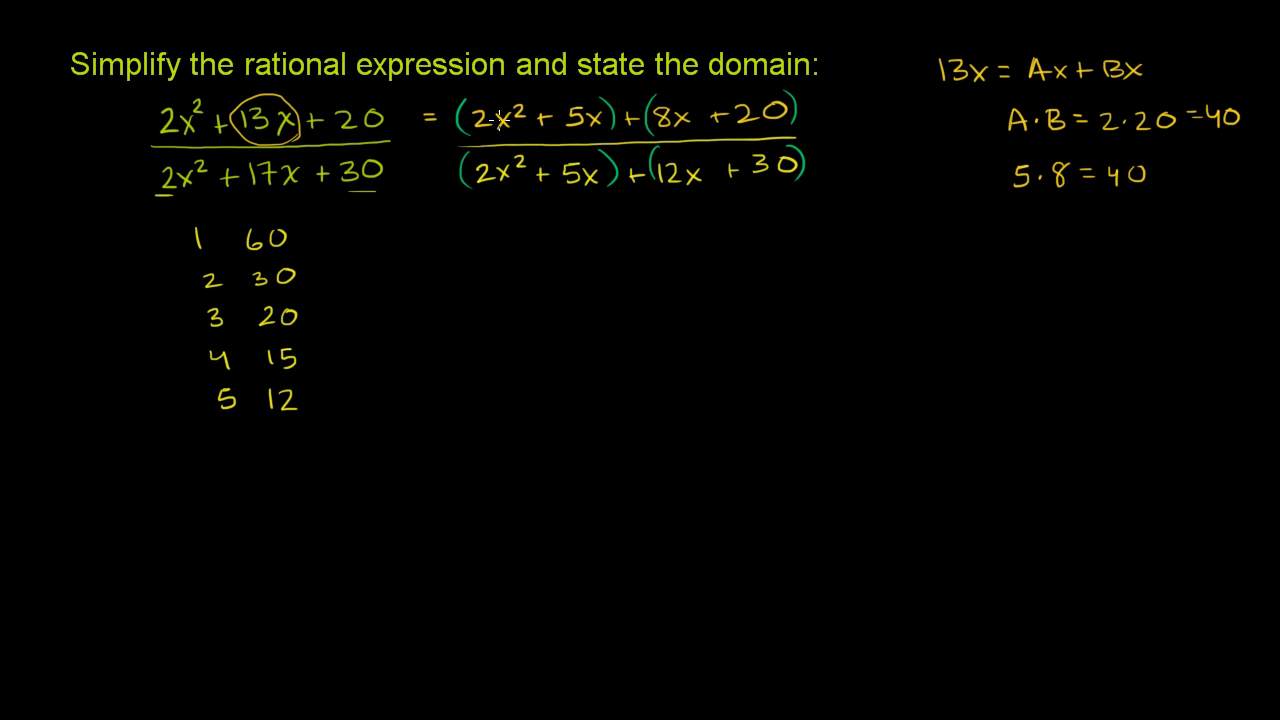 Simplify the rational expression and state the domain:
2x² + 13x + 20 = (2x² + 5x) + (8x + 20)
2x² + 17x + 30 (2x² + 5x) + (12x + 30)
1 60
2 30
3 20
4 15
5 12
13x = Ax + Bx
A · B = 2 · 20 = 40
5 · 8 = 40